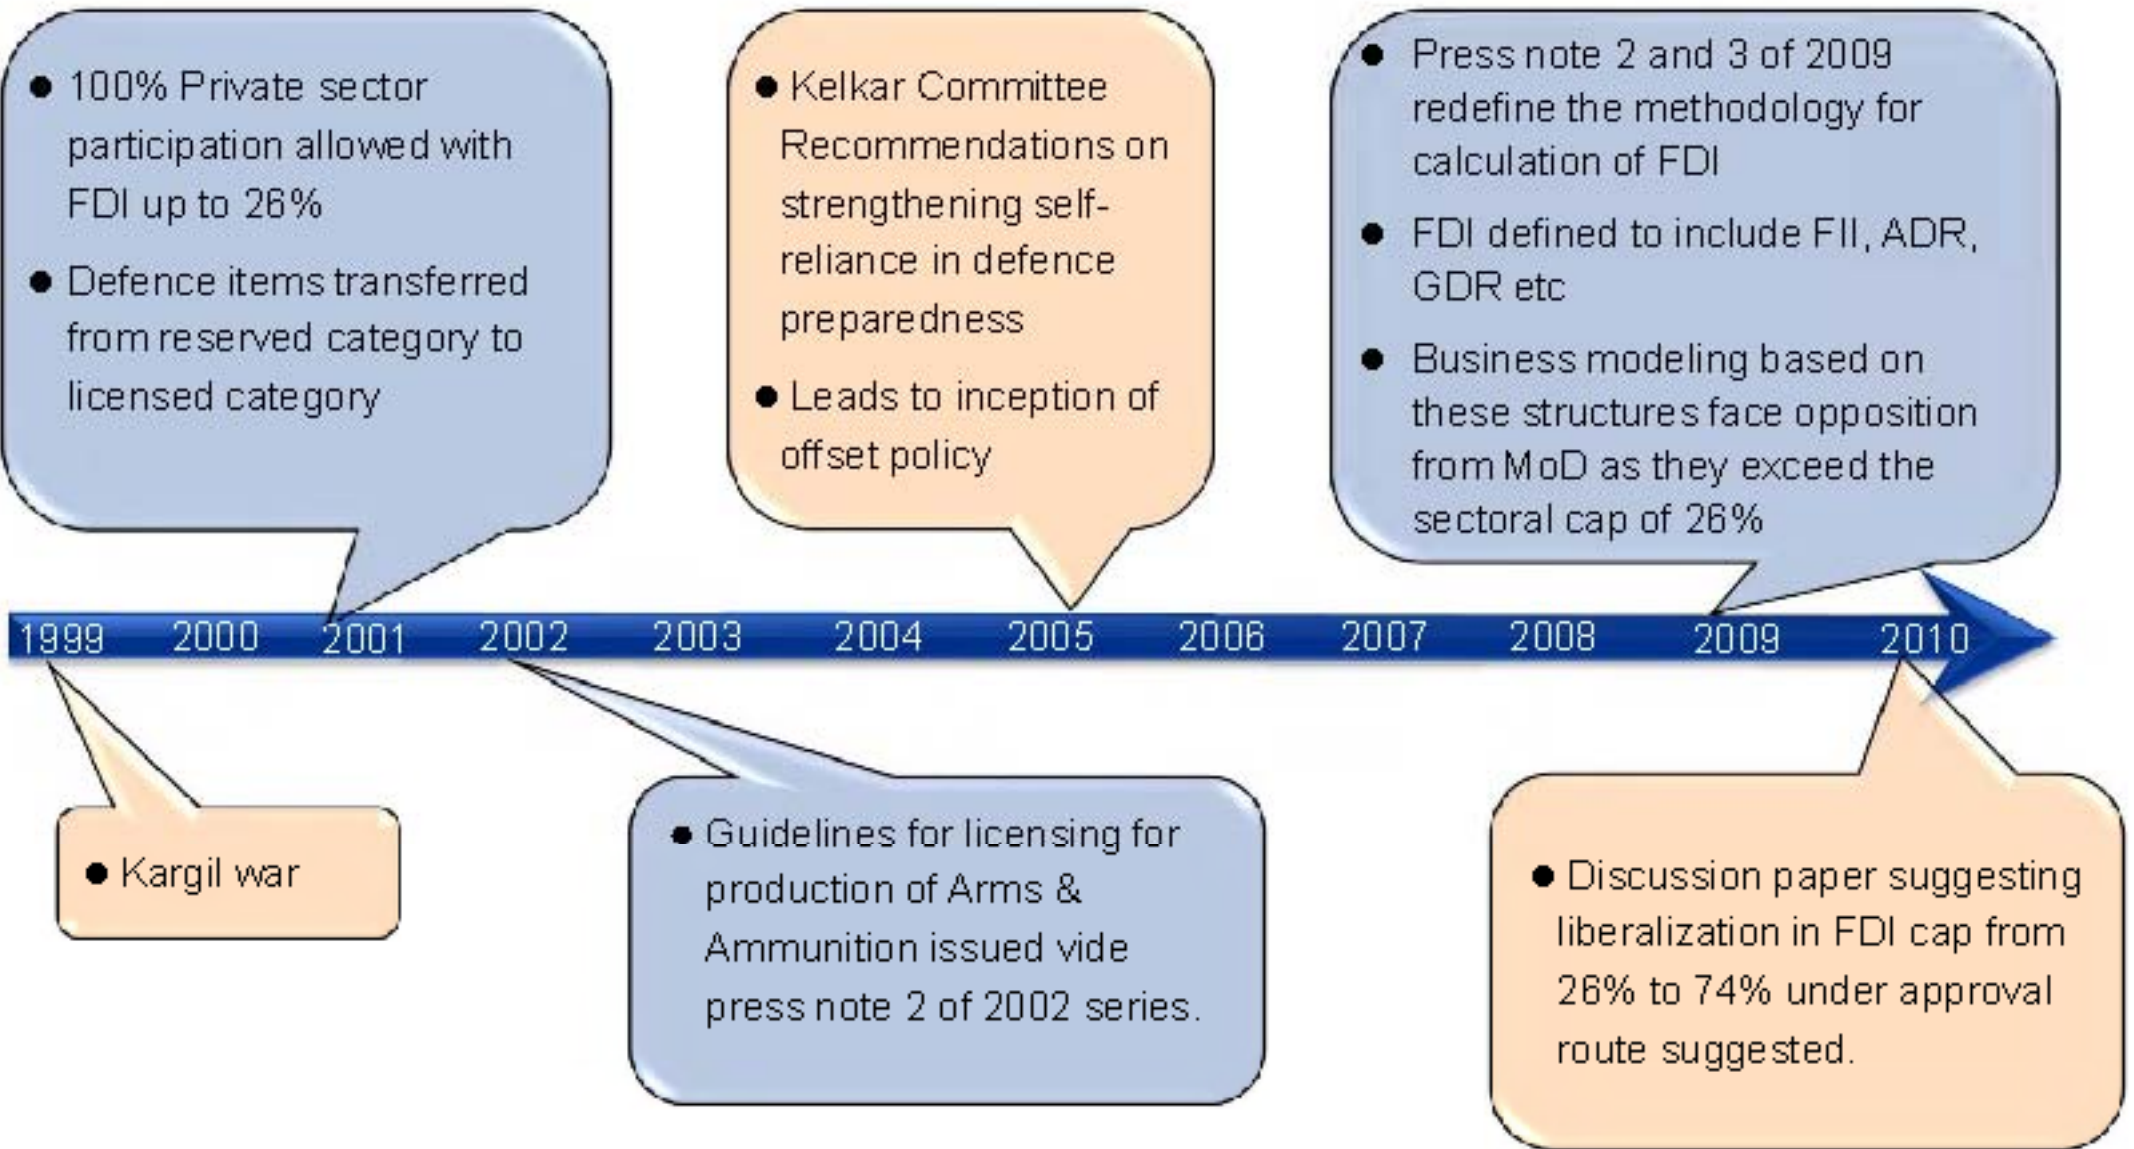 ● 100% Private sector
participation allowed with
FDI up to 26%
● Defence items transferred
from reserved category to
licensed category
● Kelkar Committee
Recommendations on
strengthening self-
reliance in defence
preparedness
● Leads to inception of
offset policy
● Press note 2 and 3 of 2009
redefine the methodology for
calculation of FDI
● FDI defined to include FII, ADR,
GDR etc
● Business modeling based on
these structures face opposition
from MoD as they exceed the
sectoral cap of 26%
1999 2000 2001 2002 2003 2004 2005 2006 2007 2008 2009 2010
● Kargil war
● Guidelines for licensing for
production of Arms &
Ammunition issued vide
press note 2 of 2002 series.
● Discussion paper suggesting
liberalization in FDI cap from
26% to 74% under approval
route suggested.